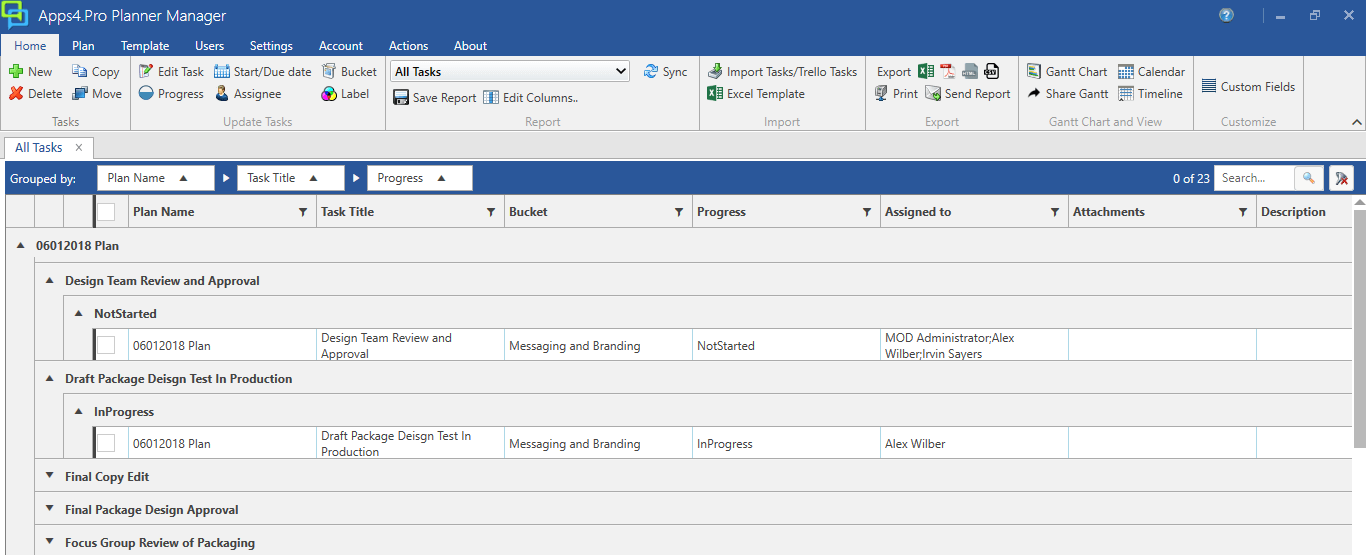 Apps4.Pro Planner Manager
Home Plan Template Users Settings Account Actions About
New Copy Edit Task Start/Due date Bucket All Tasks Sync Import Tasks/Trello Tasks Export Gantt Chart Calendar Custom Fields
Delete Move Progress Assignee Label Save Report Edit Columns.. Excel Template Print Send Report Share Gantt Timeline
Tasks Update Tasks Report Import Export Gantt Chart and View Customize
All Tasks
Grouped by: Plan Name Task Title Progress 0 of 23 Search...
Plan Name Task Title Bucket Progress Assigned to Attachments Description
06012018 Plan
Design Team Review and Approval
NotStarted
06012018 Plan Design Team Review and Approval Messaging and Branding NotStarted MOD Administrator;Alex Wilber;Irvin Sayers
Draft Package Deisgn Test In Production
InProgress
06012018 Plan Draft Package Deisgn Test In Production Messaging and Branding InProgress Alex Wilber
Final Copy Edit
Final Package Design Approval
Focus Group Review of Packaging